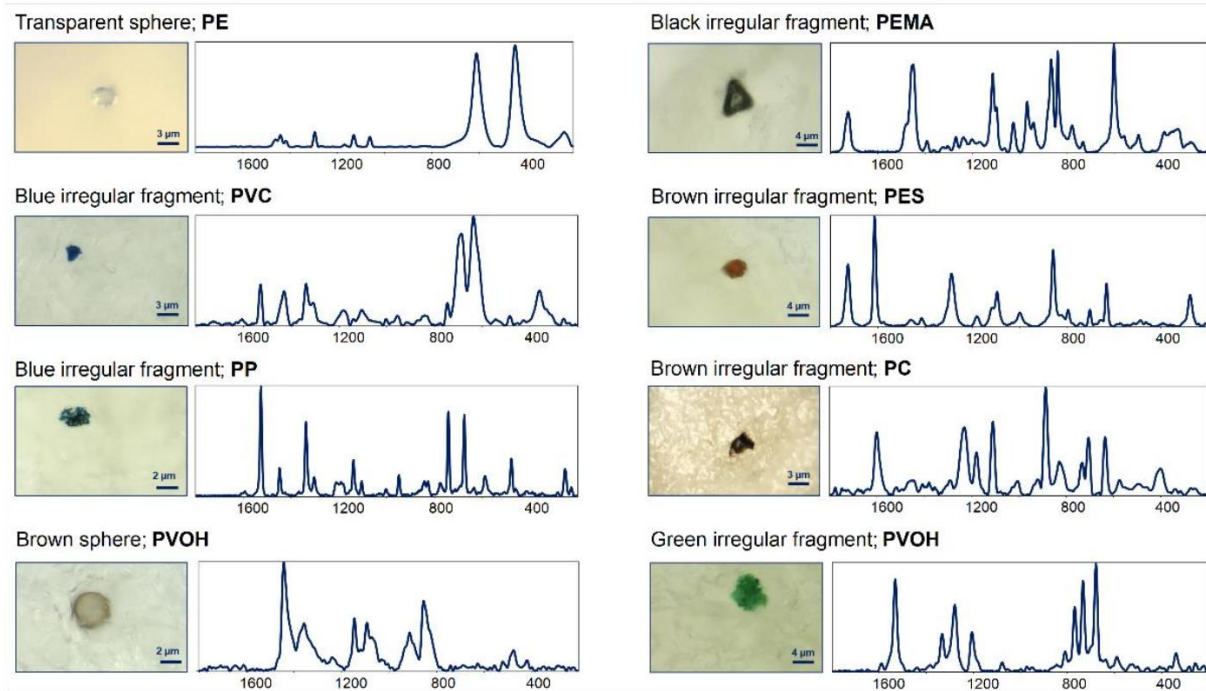 Transparent sphere; PE
3 µm
1600 1200 800 400
Blue irregular fragment; PVC
3 µm
1600 1200 800 400
Blue irregular fragment; PP
2 µm
1600 1200 800 400
Brown sphere; PVOH
2 µm
1600 1200 800 400
Black irregular fragment; PEMA
4 µm
1600 1200 800 400
Brown irregular fragment; PES
4 µm
1600 1200 800 400
Brown irregular fragment; PC
3 µm
1600 1200 800 400
Green irregular fragment; PVOH
4 µm
1600 1200 800 400